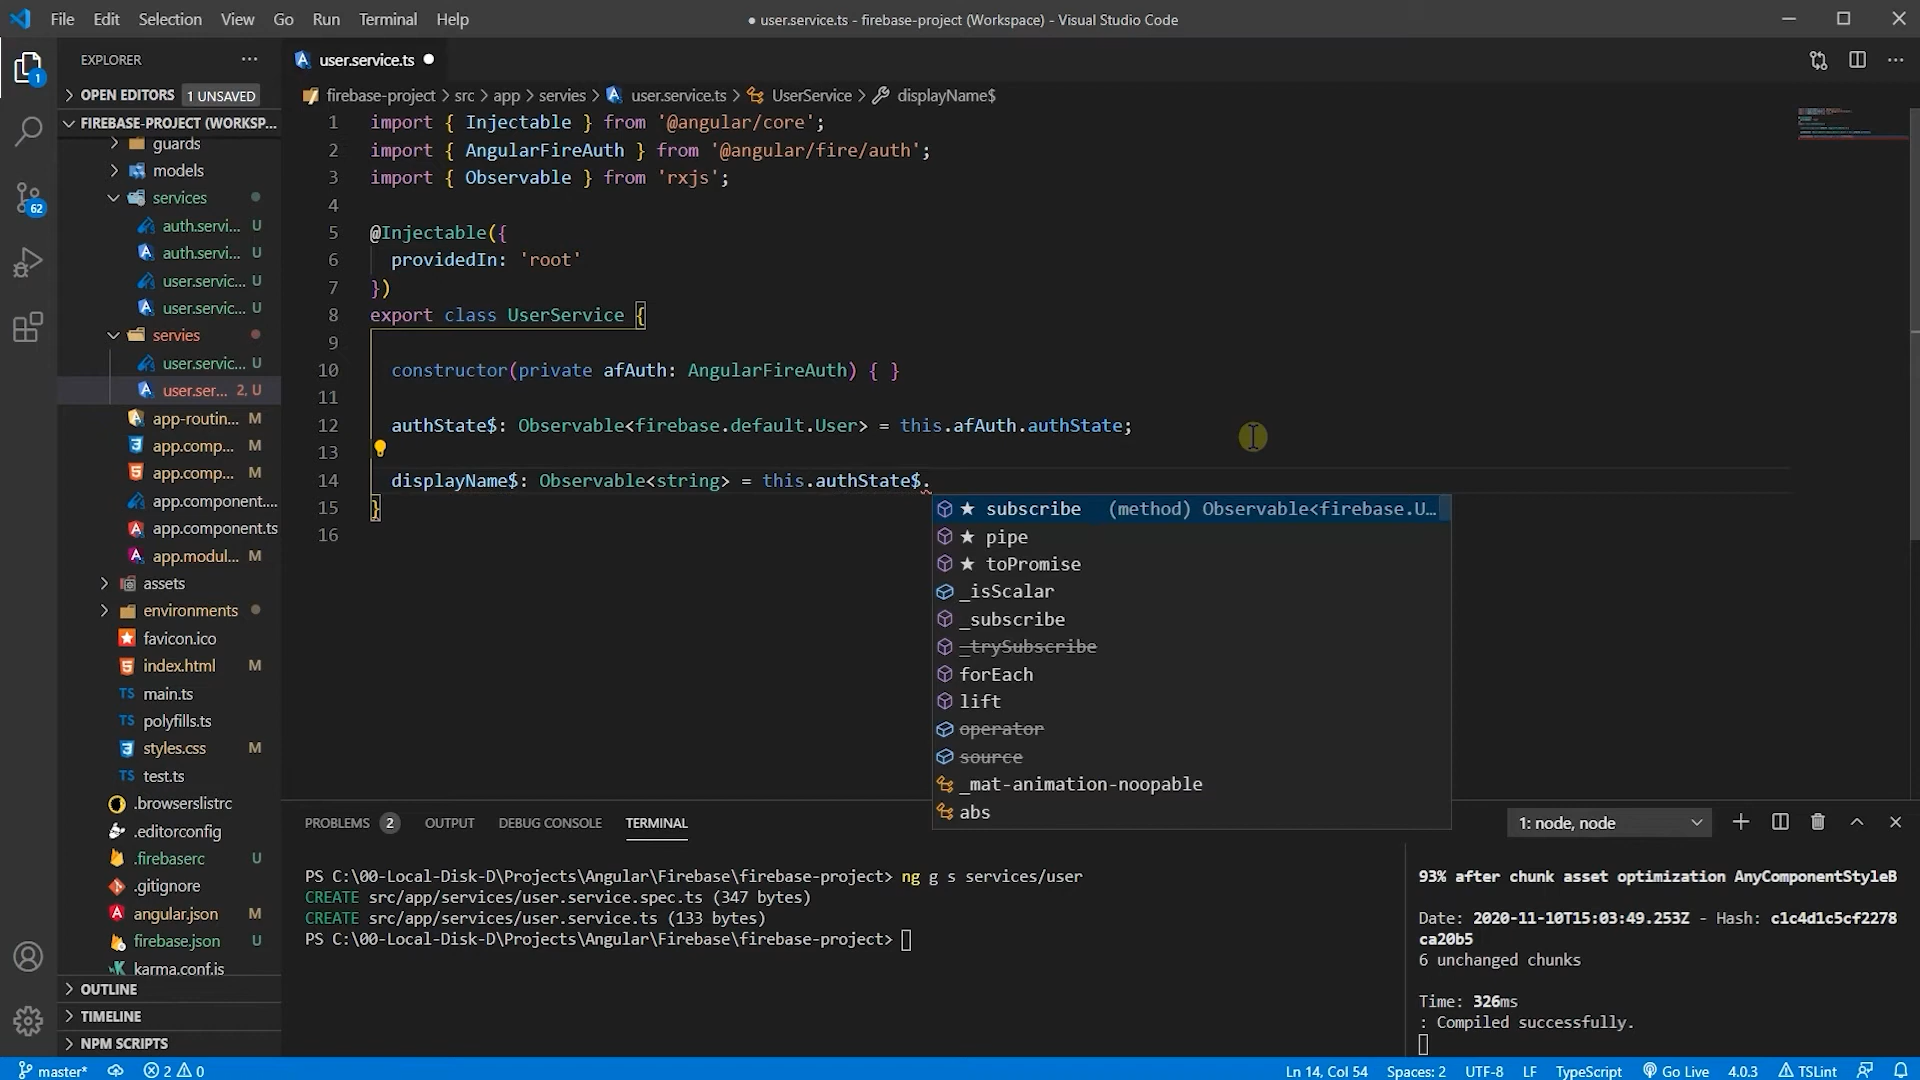 File Edit Selection View Go Run Terminal Help
● user.service.ts - firebase-project (Workspace) - Visual Studio Code
EXPLORER
OPEN EDITORS 1 UNSAVED
FIREBASE-PROJECT (WORKSP...
guards
models
services
auth.servi... U
auth.servi... U
user.servic... U
user.servic... U
servies
user.servic... U
user.ser... 2, U
app-routin... M
app.comp... M
app.comp... M
app.component....
app.component.ts
app.modul... M
assets
environments
favicon.ico
index.html M
main.ts
polyfills.ts
styles.css M
test.ts
.browserslistrc
.editorconfig
.firebaserc U
.gitignore
angular.json M
firebase.json U
karma.conf.js
OUTLINE
TIMELINE
NPM SCRIPTS
1
62
user.service.ts ●
firebase-project > src > app > servies > user.service.ts > UserService > displayName$
1 import { Injectable } from '@angular/core';
2 import { AngularFireAuth } from '@angular/fire/auth';
3 import { Observable } from 'rxjs';
4
5 @Injectable({
6 providedIn: 'root'
7 })
8 export class UserService {
9
10 constructor(private afAuth: AngularFireAuth) { }
11
12 authState$: Observable<firebase.default.User> = this.afAuth.authState;
13
14 displayName$: Observable<string> = this.authState$.
15 }
16
★ subscribe (method) Observable<firebase.U...
★ pipe
★ toPromise
_isScalar
_subscribe
_trySubscribe
forEach
lift
operator
source
_mat-animation-noopable
abs
PROBLEMS 2 OUTPUT DEBUG CONSOLE TERMINAL
1: node, node
PS C:\00-Local-Disk-D\Projects\Angular\Firebase\firebase-project> ng g s services/user
CREATE src/app/services/user.service.spec.ts (347 bytes)
CREATE src/app/services/user.service.ts (133 bytes)
PS C:\00-Local-Disk-D\Projects\Angular\Firebase\firebase-project>
93% after chunk asset optimization AnyComponentStyleB
Date: 2020-11-10T15:03:49.253Z - Hash: c1c4d1c5cf2278
ca20b5
6 unchanged chunks
Time: 326ms
: Compiled successfully.
master* 2 0
Ln 14, Col 54 Spaces: 2 UTF-8 LF TypeScript Go Live 4.0.3 TSLint